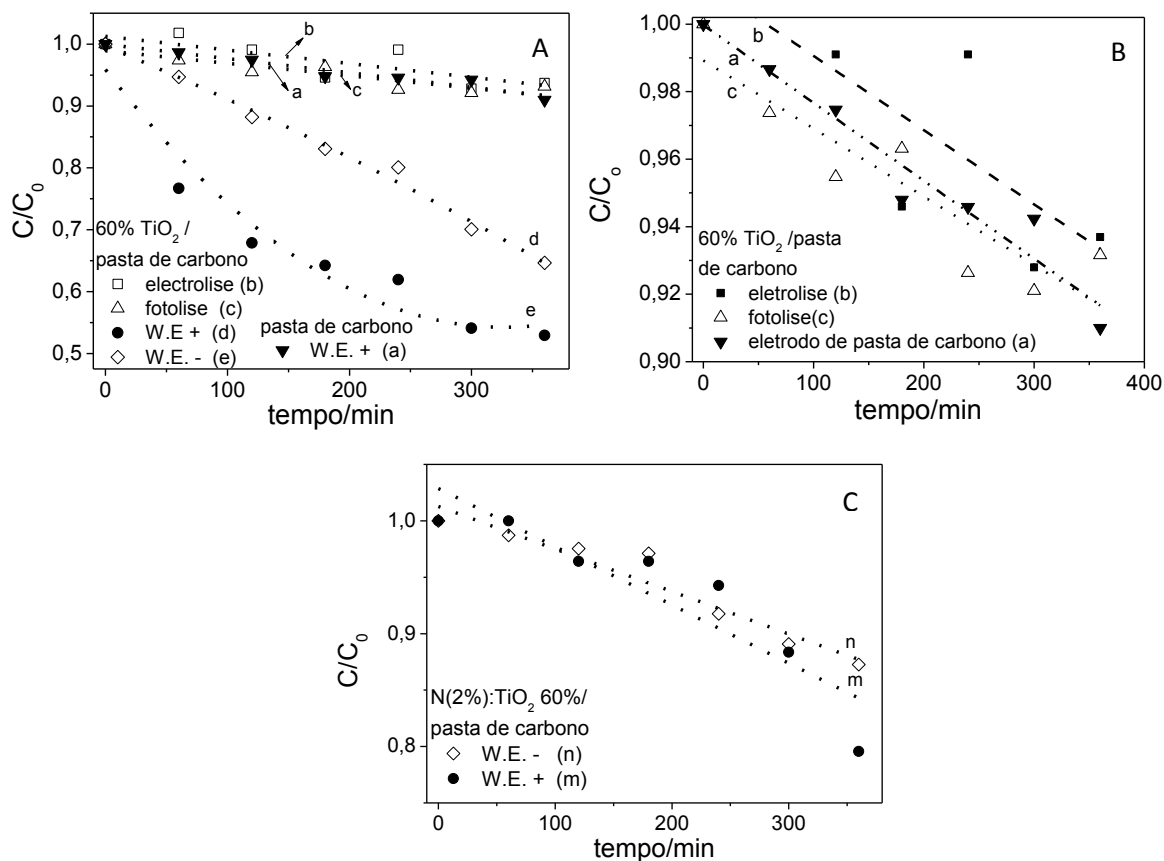 A
1,0
0,9
0,8
0,7
0,6
0,5
C/C₀
b
a
c
d
e
60% TiO₂ /
pasta de carbono
electrolise (b)
fotolise (c)
W.E + (d)
W.E. - (e)
pasta de carbono
W.E. + (a)
0 100 200 300
tempo/min
B
1,00
0,98
0,96
0,94
0,92
0,90
C/Cₒ
b
a
c
60% TiO₂ /pasta
de carbono
eletrolise (b)
fotolise(c)
eletrodo de pasta de carbono (a)
0 100 200 300 400
tempo/min
C
1,0
0,9
0,8
C/C₀
n
m
N(2%):TiO₂ 60%/
pasta de carbono
W.E. - (n)
W.E. + (m)
0 100 200 300
tempo/min